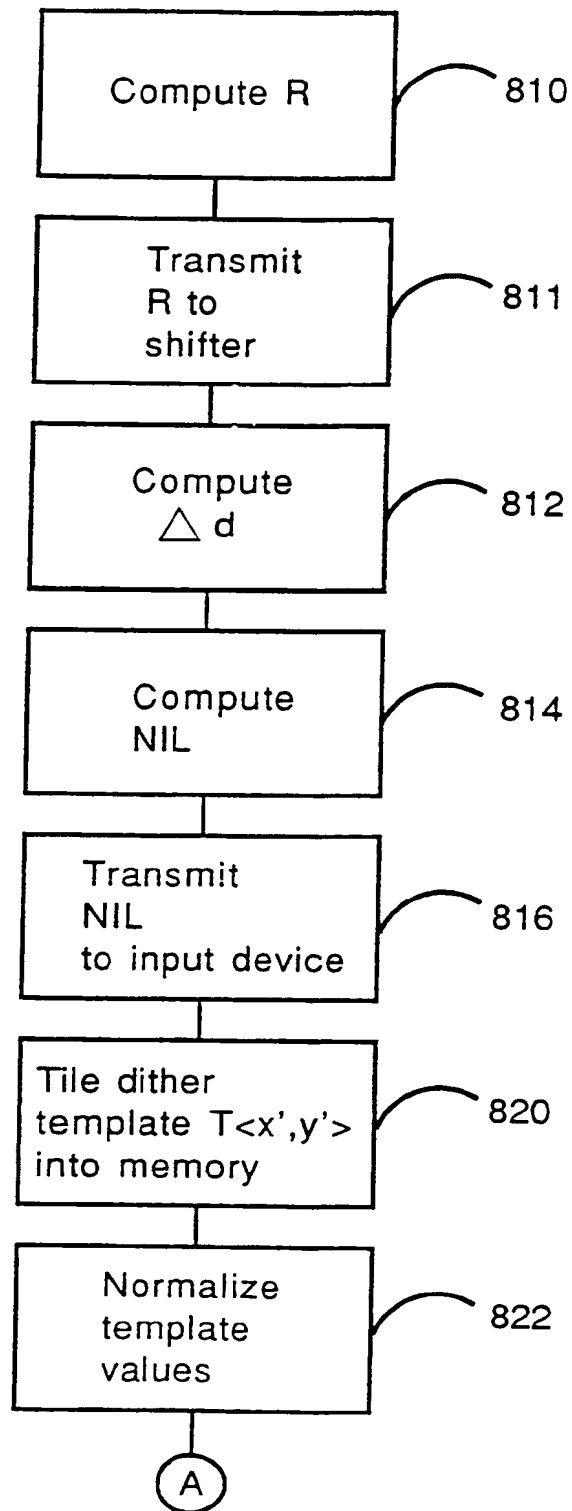 Compute R
810
Transmit
R to
shifter
811
Compute
△ d
812
Compute
NIL
814
Transmit
NIL
to input device
816
Tile dither
template T<x',y'>
into memory
820
Normalize
template
values
822
A